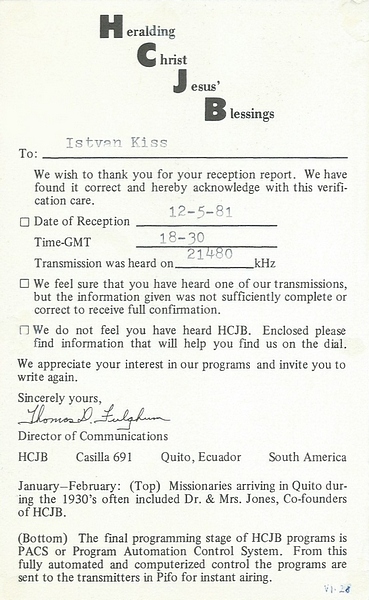 Heralding
Christ
Jesus'
Blessings
To: Istvan Kiss
We wish to thank you for your reception report. We have
found it correct and hereby acknowledge with this verifi-
cation care.
☐ Date of Reception 12-5-81
Time-GMT 18-30
Transmission was heard on 21480 kHz
☐ We feel sure that you have heard one of our transmissions,
but the information given was not sufficiently complete or
correct to receive full confirmation.
☐ We do not feel you have heard HCJB. Enclosed please
find information that will help you find us on the dial.
We appreciate your interest in our programs and invite you to
write again.
Sincerely yours,
Thomas D. Fulghum
Director of Communications
HCJB Casilla 691 Quito, Ecuador South America
January–February: (Top) Missionaries arriving in Quito dur-
ing the 1930's often included Dr. & Mrs. Jones, Co-founders
of HCJB.
(Bottom) The final programming stage of HCJB programs is
PACS or Program Automation Control System. From this
fully automated and computerized control the programs are
sent to the transmitters in Pifo for instant airing.